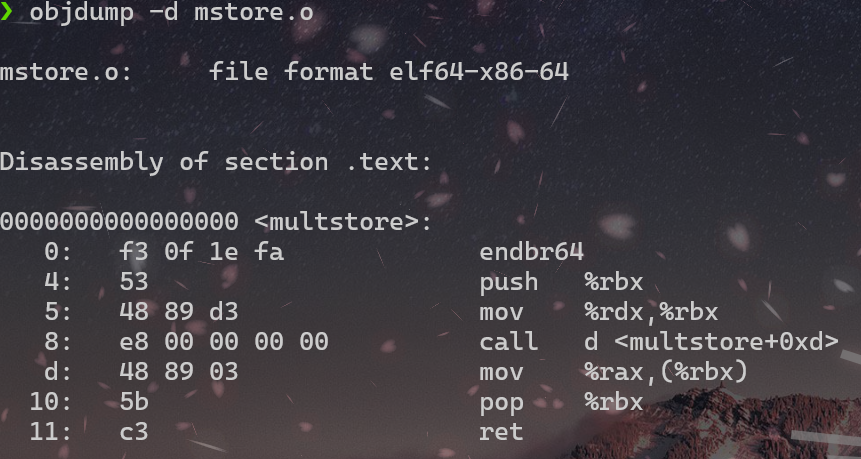 ❯ objdump -d mstore.o
mstore.o:     file format elf64-x86-64
Disassembly of section .text:
0000000000000000 <multstore>:
   0:   f3 0f 1e fa             endbr64
   4:   53                      push   %rbx
   5:   48 89 d3                mov    %rdx,%rbx
   8:   e8 00 00 00 00          call   d <multstore+0xd>
   d:   48 89 03                mov    %rax,(%rbx)
  10:   5b                      pop    %rbx
  11:   c3                      ret